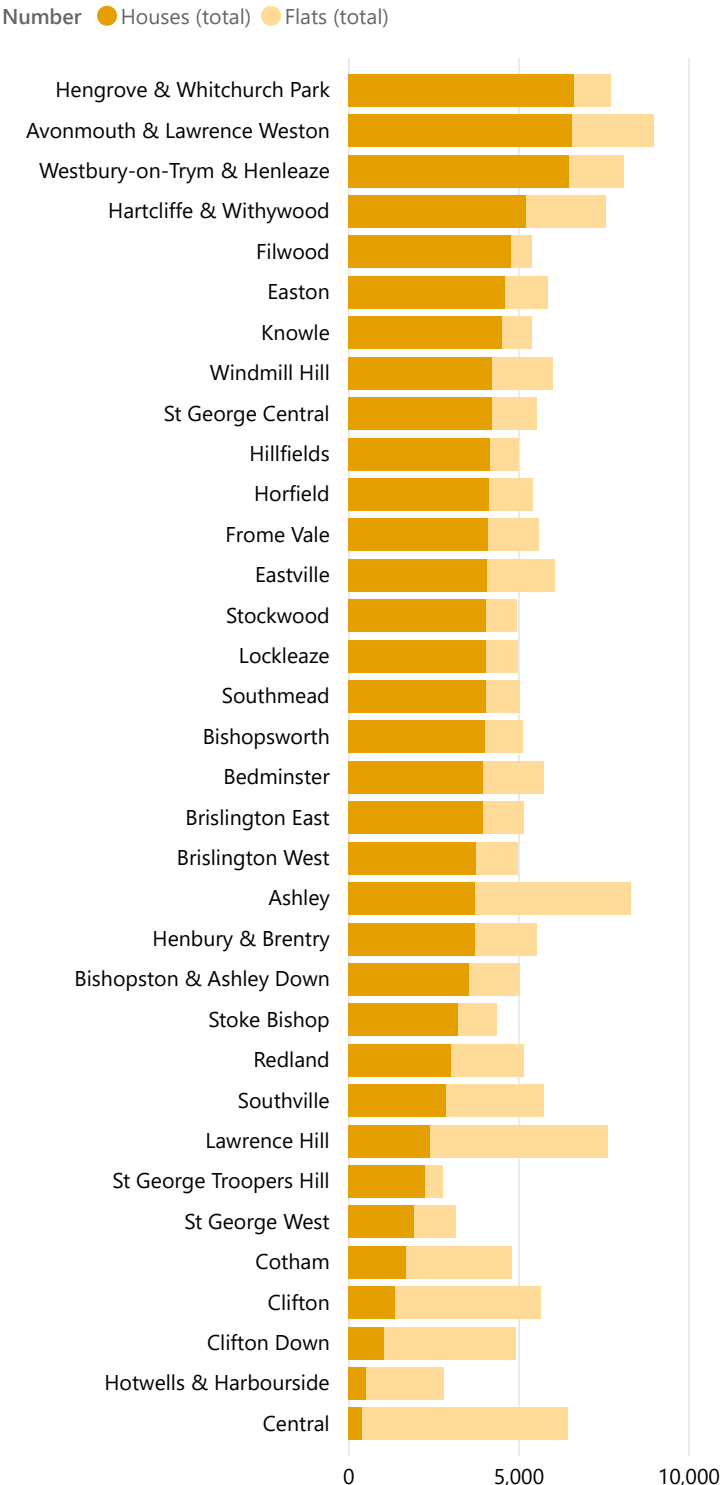 Number Houses (total) Flats (total)
Hengrove & Whitchurch Park
Avonmouth & Lawrence Weston
Westbury-on-Trym & Henleaze
Hartcliffe & Withywood
Filwood
Easton
Knowle
Windmill Hill
St George Central
Hillfields
Horfield
Frome Vale
Eastville
Stockwood
Lockleaze
Southmead
Bishopsworth
Bedminster
Brislington East
Brislington West
Ashley
Henbury & Brentry
Bishopston & Ashley Down
Stoke Bishop
Redland
Southville
Lawrence Hill
St George Troopers Hill
St George West
Cotham
Clifton
Clifton Down
Hotwells & Harbourside
Central
0 5,000 10,000